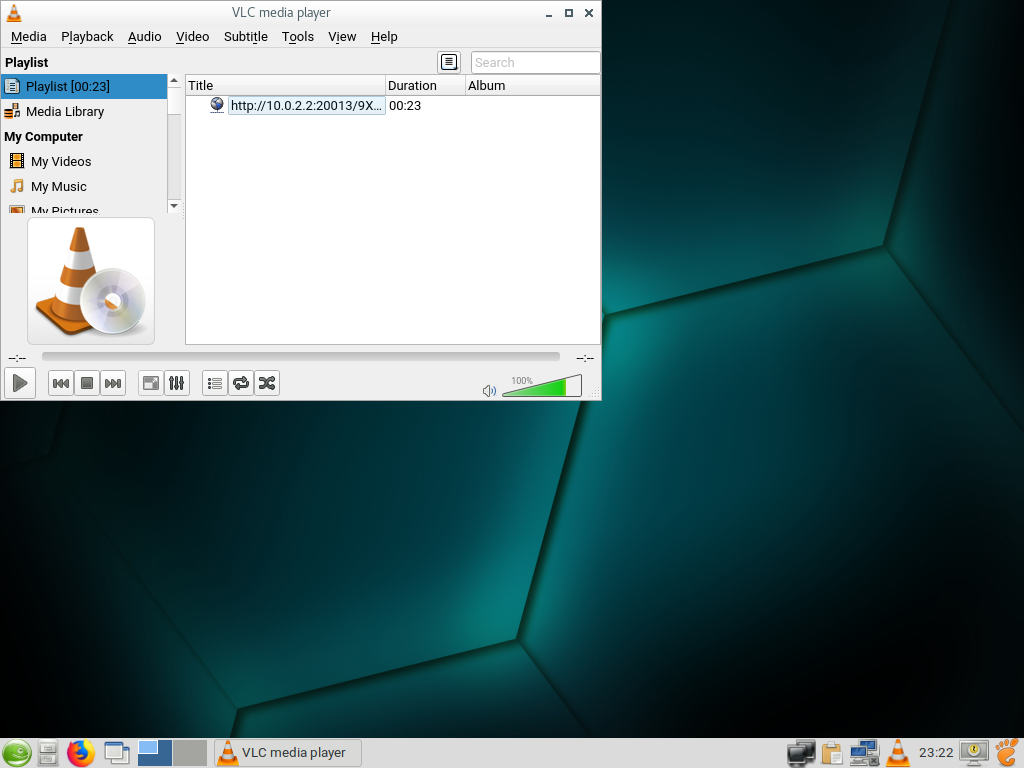 VLC media player
Media Playback Audio Video Subtitle Tools View Help
Playlist
Search
Playlist [00:23]
Media Library
My Computer
My Videos
My Music
My Pictures
Title Duration Album
http://10.0.2.2:20013/9X... 00:23
--:-- --:--
100%
VLC media player
23:22